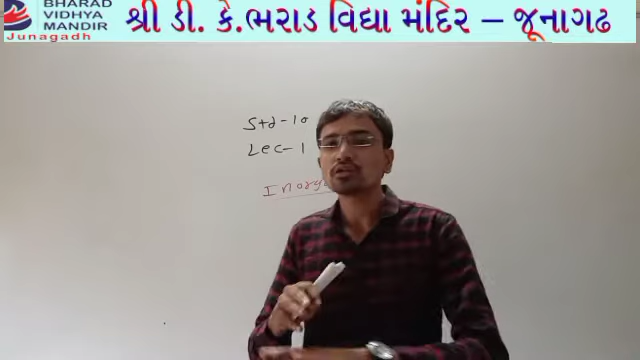 BHARAD
VIDHYA
MANDIR
Junagadh
શ્રી ડી. કે.ભરાડ વિદ્યા મંદિર – જૂનાગઢ
Std-10
Lec-1